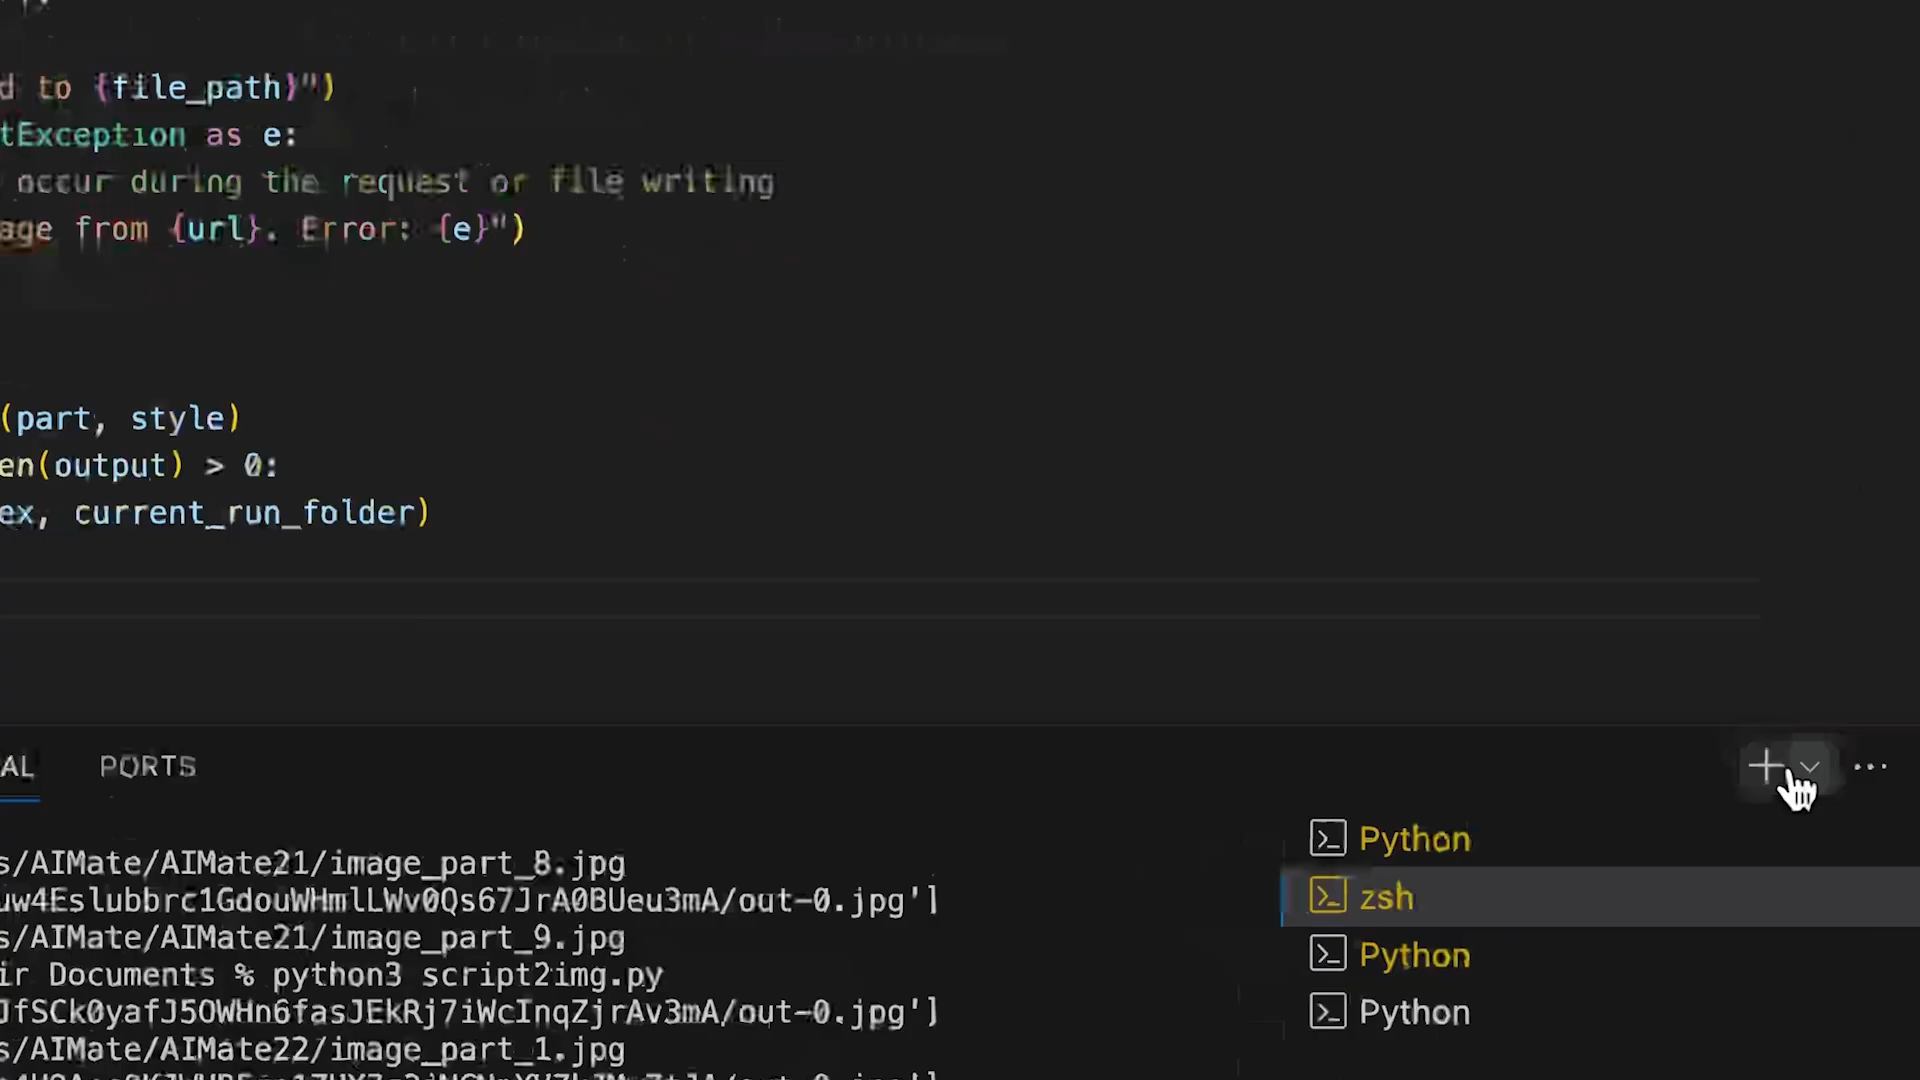 d to {file_path}")
tException as e:
occur during the request or file writing
age from {url}. Error: {e}")
(part, style)
en(output) > 0:
ex, current_run_folder)
AL PORTS
s/AIMate/AIMate21/image_part_8.jpg
uw4Eslubbrc1GdouWHmlLWv0Qs67JrA0BUeu3mA/out-0.jpg']
s/AIMate/AIMate21/image_part_9.jpg
ir Documents % python3 script2img.py
JfSCk0yafJ5OWHn6fasJEkRj7iWcInqZjrAv3mA/out-0.jpg']
s/AIMate/AIMate22/image_part_1.jpg
Python
zsh
Python
Python